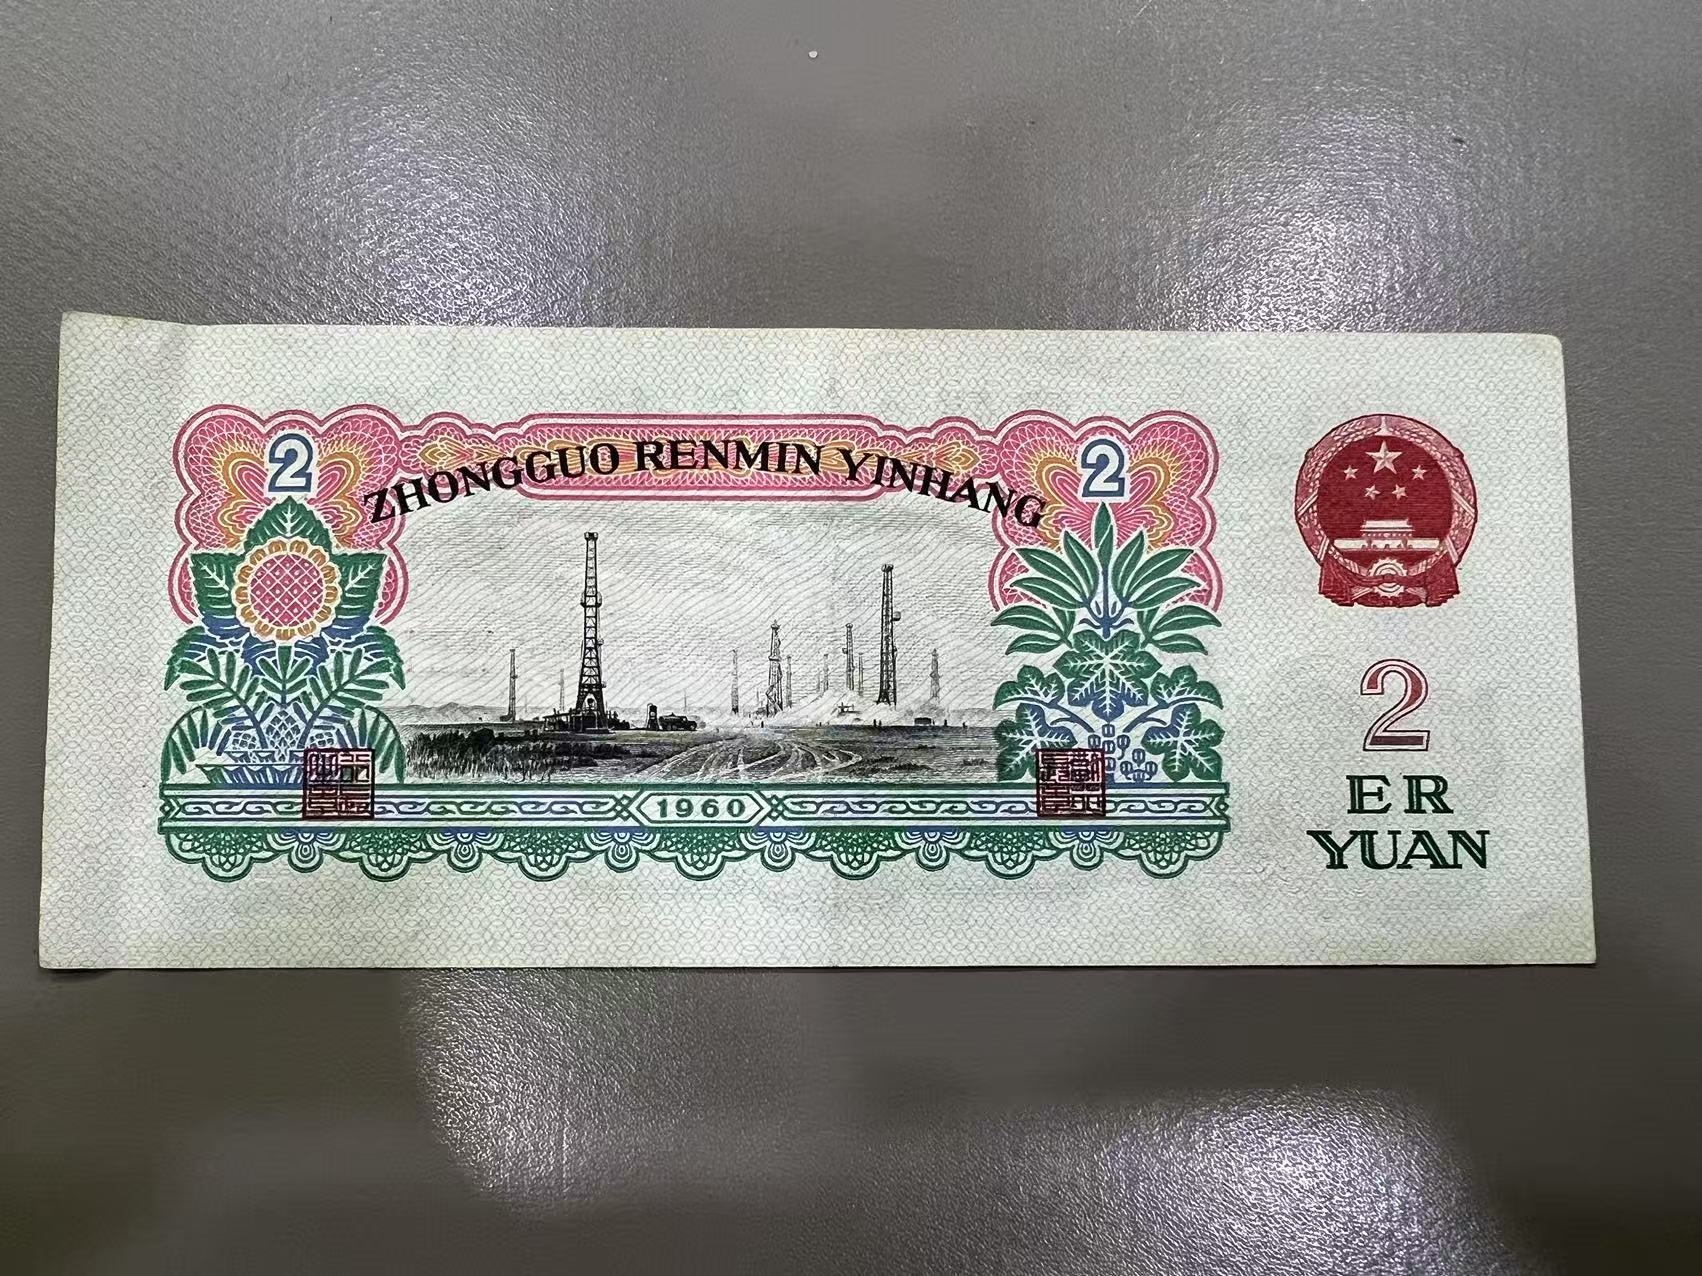 2 2
ZHONGGUO RENMIN YINHANG
1960
2
ER
YUAN